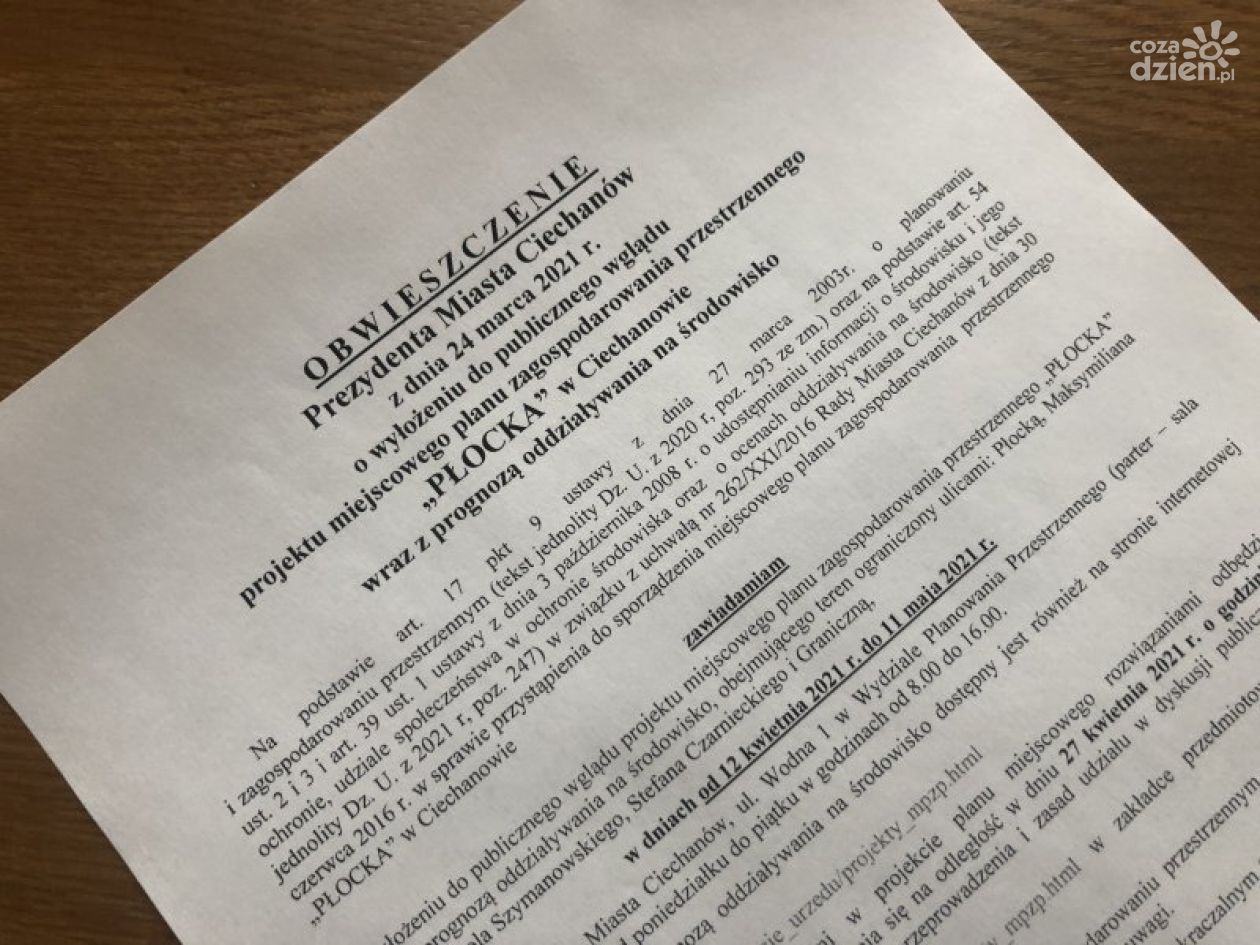 coza
dzien.pl
OBWIESZCZENIE
Prezydenta Miasta Ciechanów
z dnia 24 marca 2021 r.
o wyłożeniu do publicznego wglądu
projektu miejscowego planu zagospodarowania przestrzennego
„PŁOCKA” w Ciechanowie
wraz z prognozą oddziaływania na środowisko
Na podstawie art. 17 pkt 9 ustawy z dnia 27 marca 2003r. o planowaniu
i zagospodarowaniu przestrzennym (tekst jednolity Dz. U. z 2020 r, poz. 293 ze zm.) oraz na podstawie art. 54
ust. 2 i 3 i art. 39 ust. 1 ustawy z dnia 3 października 2008 r. o udostępnianiu informacji o środowisku i jego
ochronie, udziale społeczeństwa w ochronie środowiska oraz o ocenach oddziaływania na środowisko (tekst
jednolity Dz. U. z 2021 r, poz. 247) w związku z uchwałą nr 262/XXI/2016 Rady Miasta Ciechanów z dnia 30
czerwca 2016 r. w sprawie przystąpienia do sporządzenia miejscowego planu zagospodarowania przestrzennego
„PŁOCKA” w Ciechanowie
zawiadamiam
łożeniu do publicznego wglądu projektu miejscowego planu zagospodarowania przestrzennego „PŁOCKA”
prognozą oddziaływania na środowisko, obejmującego teren ograniczony ulicami: Płocką, Maksymiliana
Szymanowskiego, Stefana Czarnieckiego i Graniczną,
w dniach od 12 kwietnia 2021 r. do 11 maja 2021 r.
Miasta Ciechanów, ul. Wodna 1 w Wydziale Planowania Przestrzennego (parter – sala
poniedziałku do piątku w godzinach od 8.00 do 16.00.
oddziaływania na środowisko dostępny jest również na stronie internetowej
urzedu/projekty_mpzp.html
w projekcie planu miejscowego rozwiązaniami odbędzi
się na odległość w dniu 27 kwietnia 2021 r. o godzi
przeprowadzenia i zasad udziału w dyskusji public
mpzp.html w zakładce przedmiot
przestrzennym
uwagi.